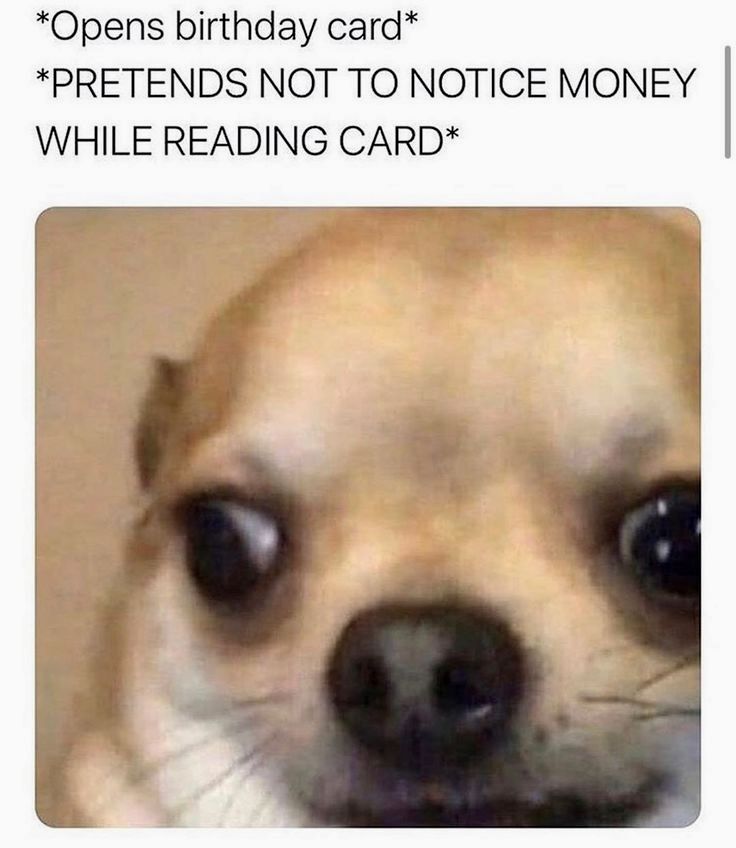 *Opens birthday card*
*PRETENDS NOT TO NOTICE MONEY
WHILE READING CARD*